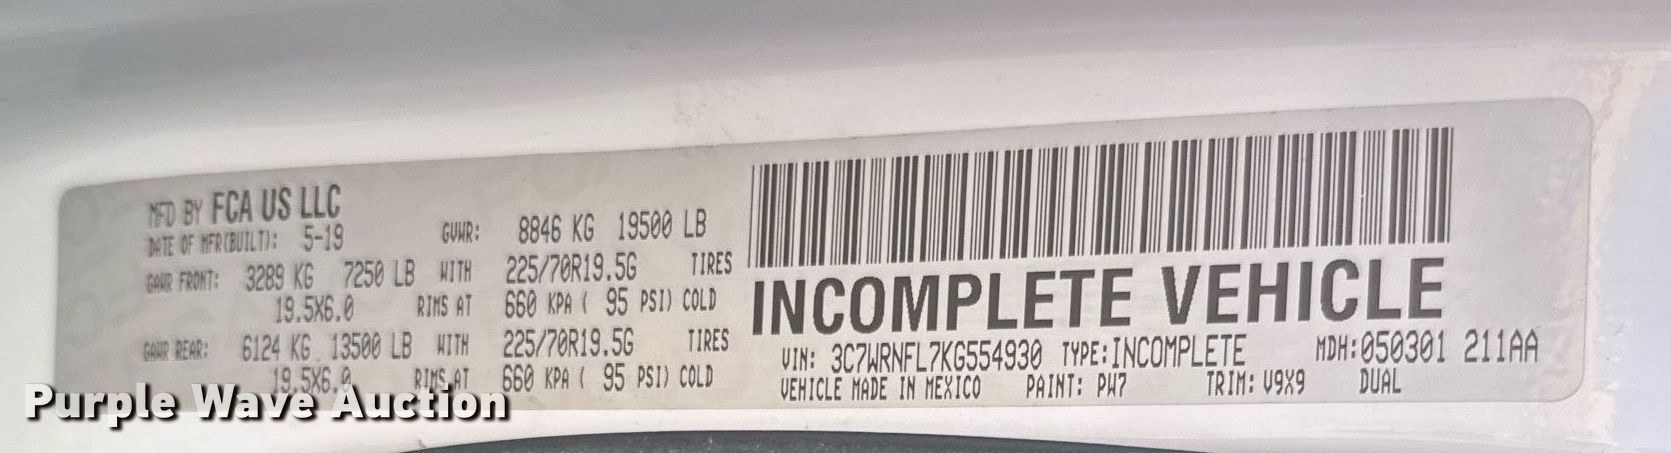 MFD BY FCA US LLC
DATE OF MFR(BUILT): 5-19 GVWR: 8846 KG 19500 LB
GAWR FRONT: 3289 KG 7250 LB WITH 225/70R19.5G TIRES
19.5X6.0 RIMS AT 660 KPA ( 95 PSI) COLD
GAWR REAR: 6124 KG 13500 LB WITH 225/70R19.5G TIRES
19.5X6.0 RIMS AT 660 KPA ( 95 PSI) COLD
INCOMPLETE VEHICLE
VIN: 3C7WRNFL7KG554930 TYPE:INCOMPLETE MDH:050301 211AA
VEHICLE MADE IN MEXICO PAINT: PW7 TRIM: V9X9 DUAL
Purple Wave Auction